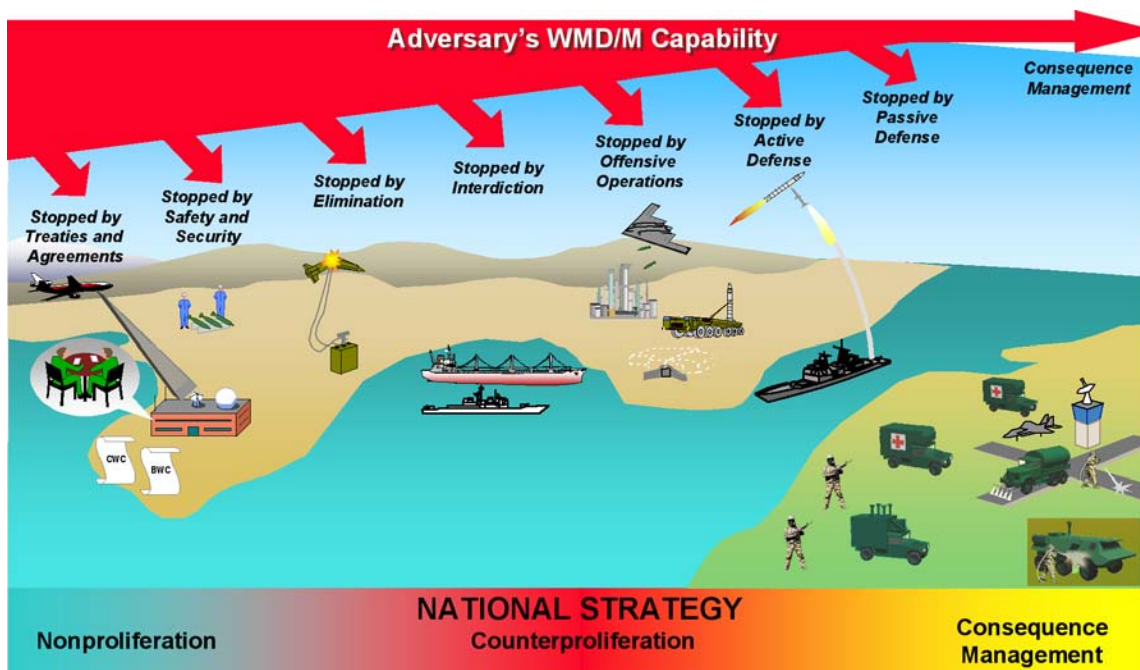 Adversary's WMD/M Capability
Consequence
Management
Stopped by
Passive
Defense
Stopped by
Active
Defense
Stopped by
Offensive
Operations
Stopped by
Interdiction
Stopped by
Elimination
Stopped by
Safety and
Security
Stopped by
Treaties and
Agreements
CWC
BWC
NATIONAL STRATEGY
Nonproliferation
Counterproliferation
Consequence
Management